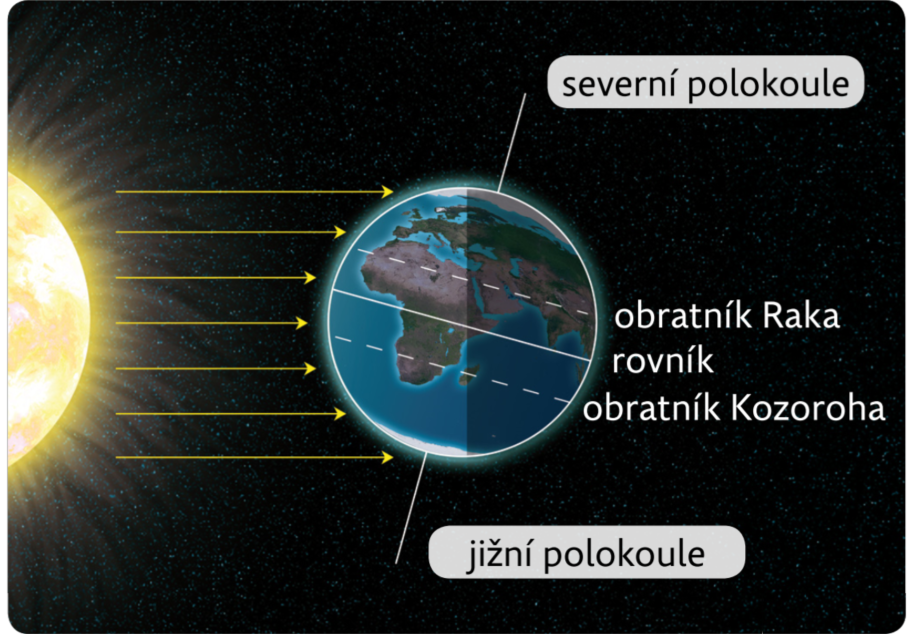 severní polokoule
obratník Raka
rovník
obratník Kozoroha
jižní polokoule